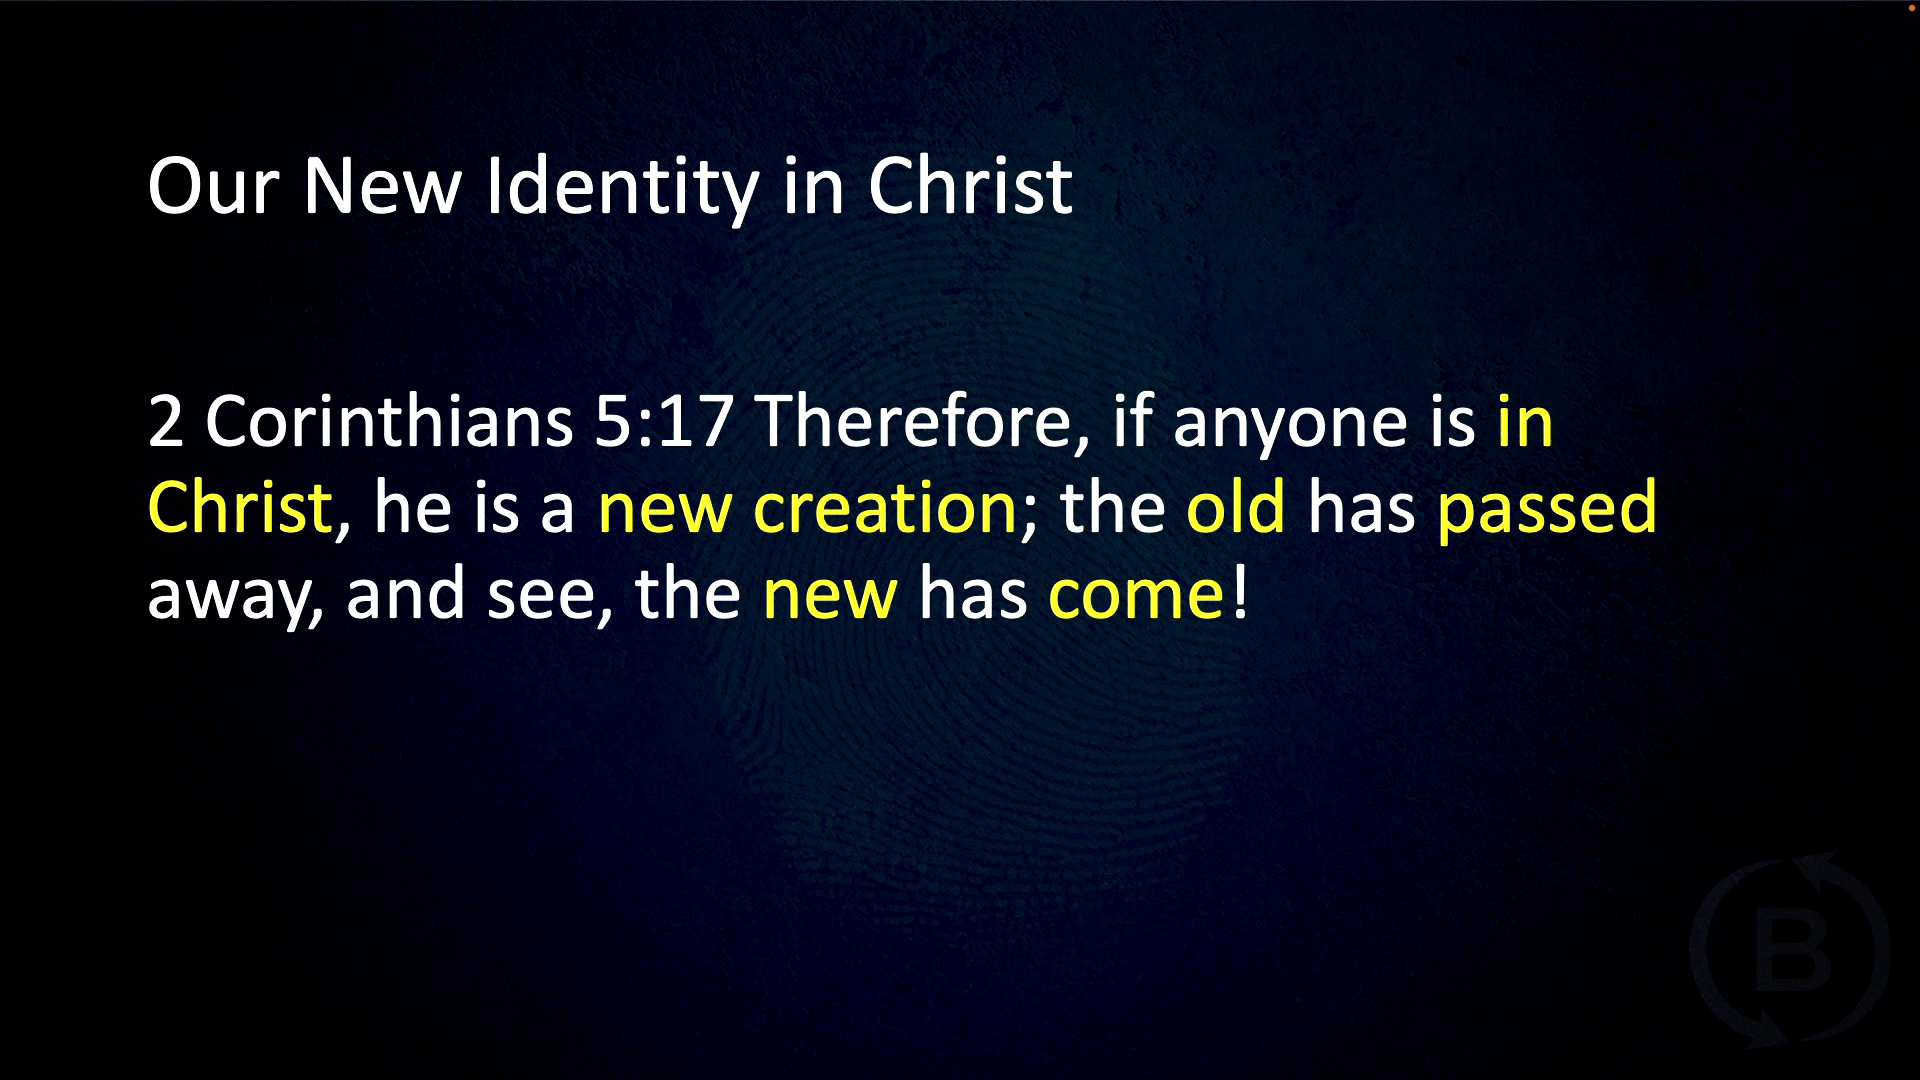 Our New Identity in Christ
2 Corinthians 5:17 Therefore, if anyone is in
Christ, he is a new creation; the old has passed
away, and see, the new has come!
B